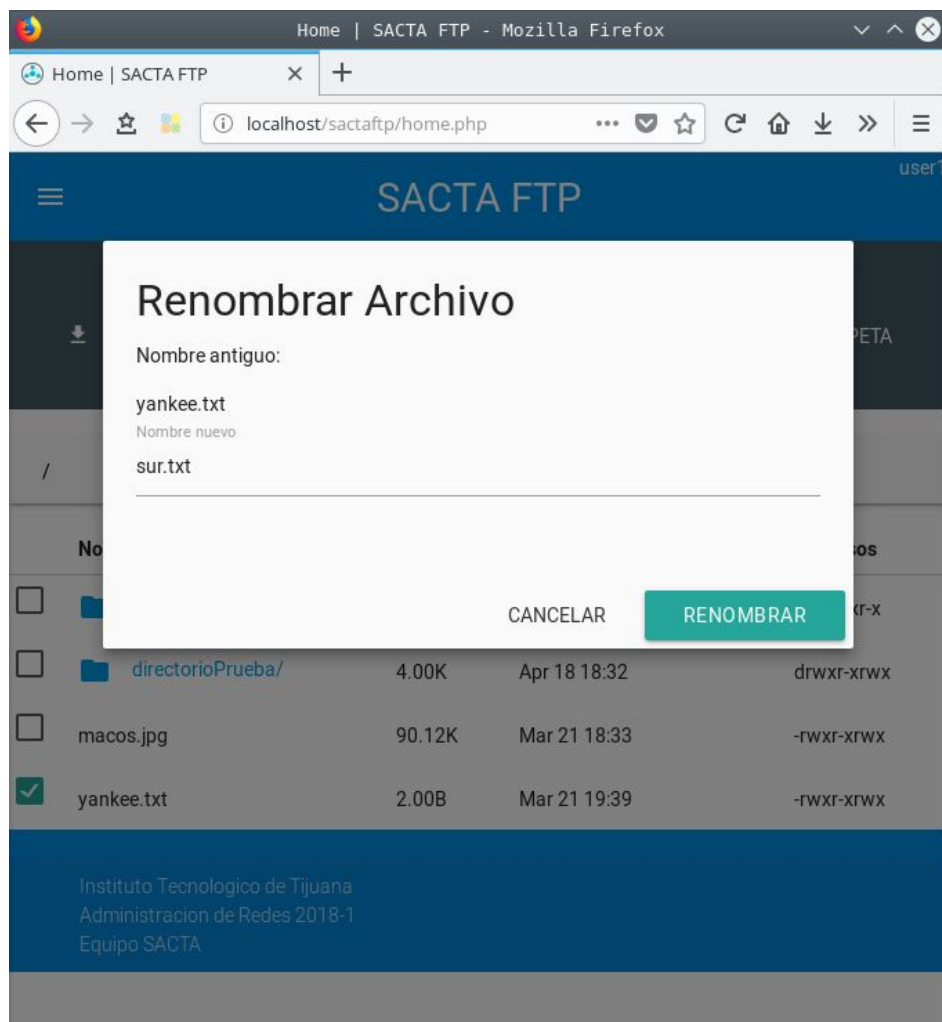 Home | SACTA FTP - Mozilla Firefox
Home | SACTA FTP
localhost/sactaftp/home.php
user1
SACTA FTP
Renombrar Archivo
Nombre antiguo:
yankee.txt
Nombre nuevo
sur.txt
CANCELAR RENOMBRAR
/
directorioPrueba/ 4.00K Apr 18 18:32 drwxr-xrwx
macos.jpg 90.12K Mar 21 18:33 -rwxr-xrwx
yankee.txt 2.00B Mar 21 19:39 -rwxr-xrwx
Instituto Tecnologico de Tijuana
Administracion de Redes 2018-1
Equipo SACTA